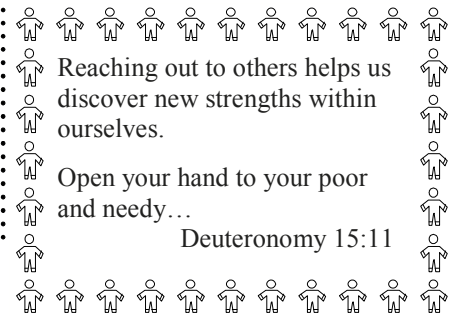 Reaching out to others helps us
discover new strengths within
ourselves.
Open your hand to your poor
and needy…
Deuteronomy 15:11